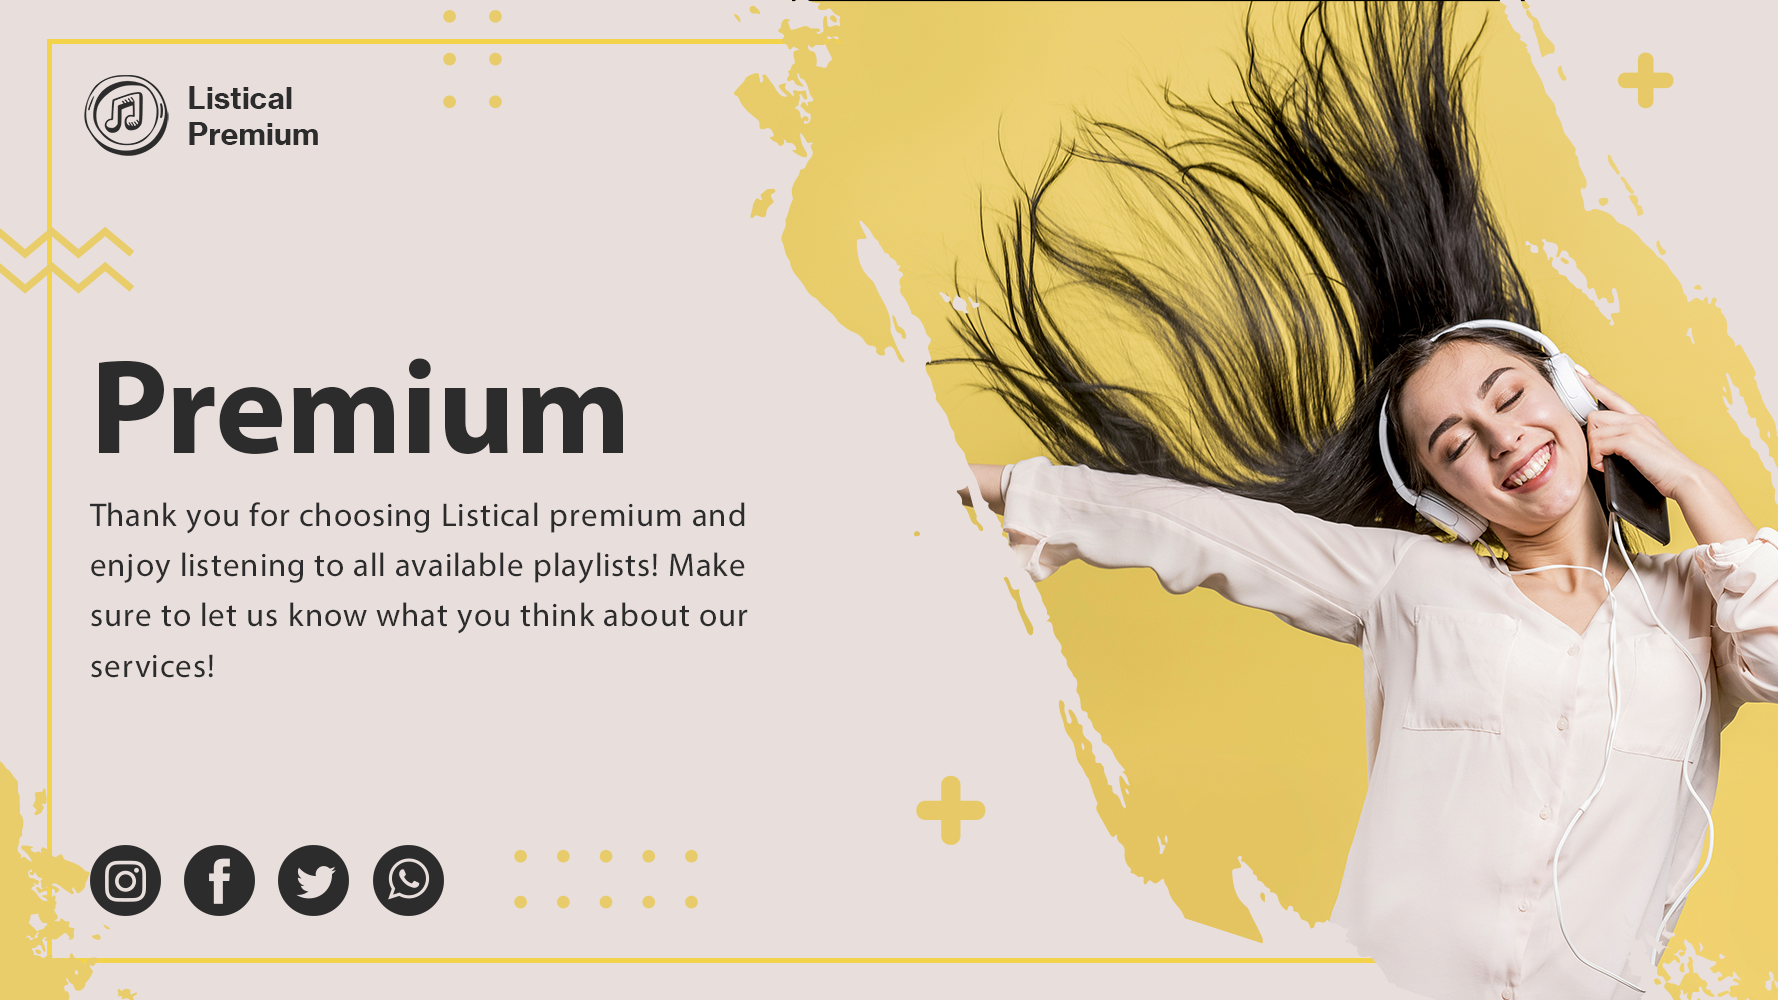 Listical
Premium
Premium
Thank you for choosing Listical premium and
enjoy listening to all available playlists! Make
sure to let us know what you think about our
services!